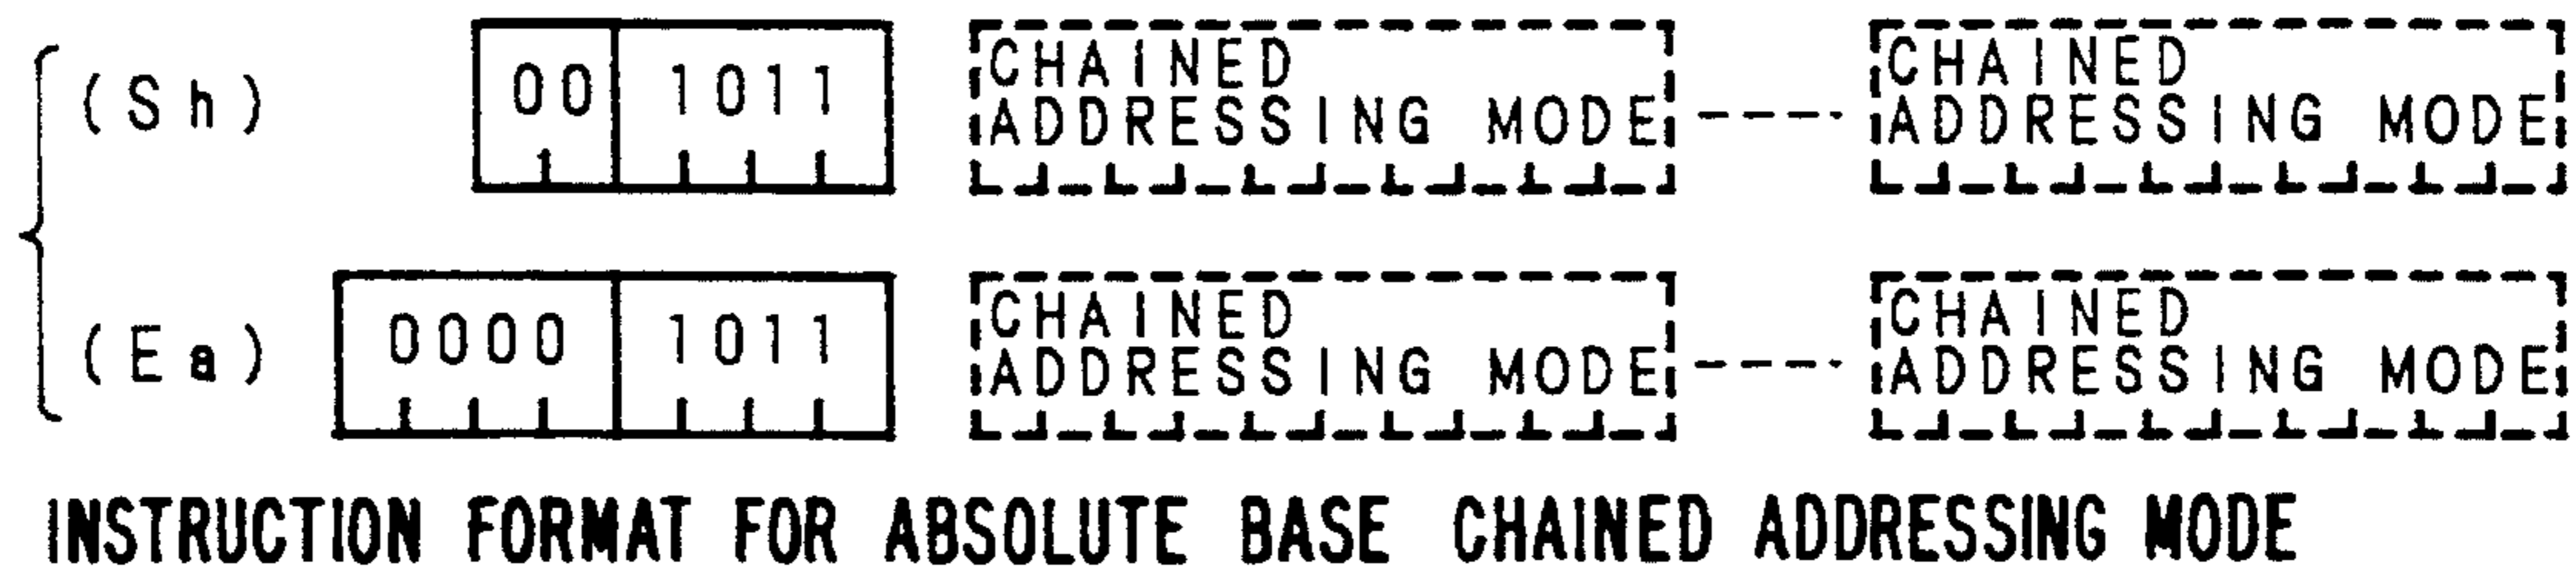 (Sh) 00 1011 CHAINED CHAINED
ADDRESSING MODE ---- ADDRESSING MODE
(Ea) 0000 1011 CHAINED CHAINED
ADDRESSING MODE ---- ADDRESSING MODE
INSTRUCTION FORMAT FOR ABSOLUTE BASE CHAINED ADDRESSING MODE